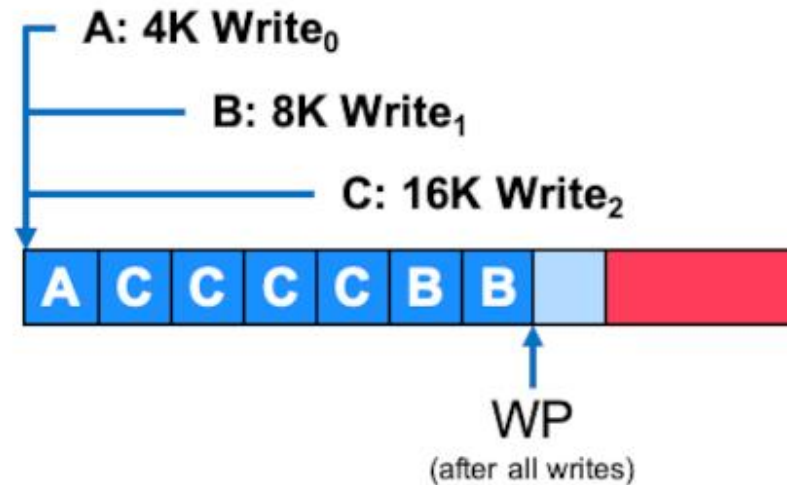 A: 4K Write₀
B: 8K Write₁
C: 16K Write₂
A C C C C B B
WP
(after all writes)